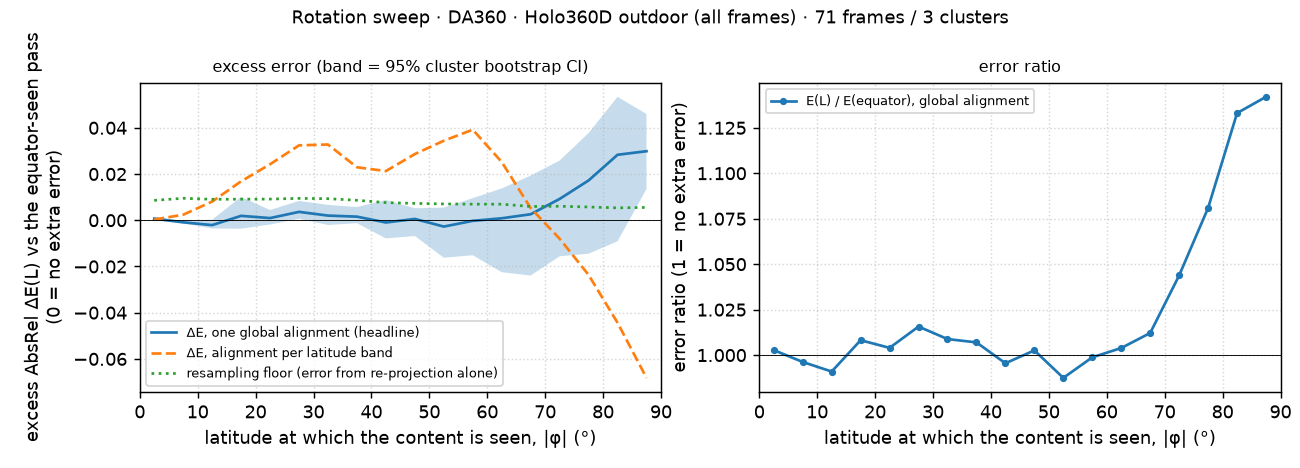 Rotation sweep · DA360 · Holo360D outdoor (all frames) · 71 frames / 3 clusters
excess error (band = 95% cluster bootstrap CI)
excess AbsRel ΔE(L) vs the equator-seen pass
(0 = no extra error)
0.04
0.02
0.00
−0.02
−0.04
−0.06
ΔE, one global alignment (headline)
ΔE, alignment per latitude band
resampling floor (error from re-projection alone)
0 10 20 30 40 50 60 70 80 90
latitude at which the content is seen, |φ| (°)
error ratio
error ratio (1 = no extra error)
1.125
1.100
1.075
1.050
1.025
1.000
E(L) / E(equator), global alignment
0 10 20 30 40 50 60 70 80 90
latitude at which the content is seen, |φ| (°)